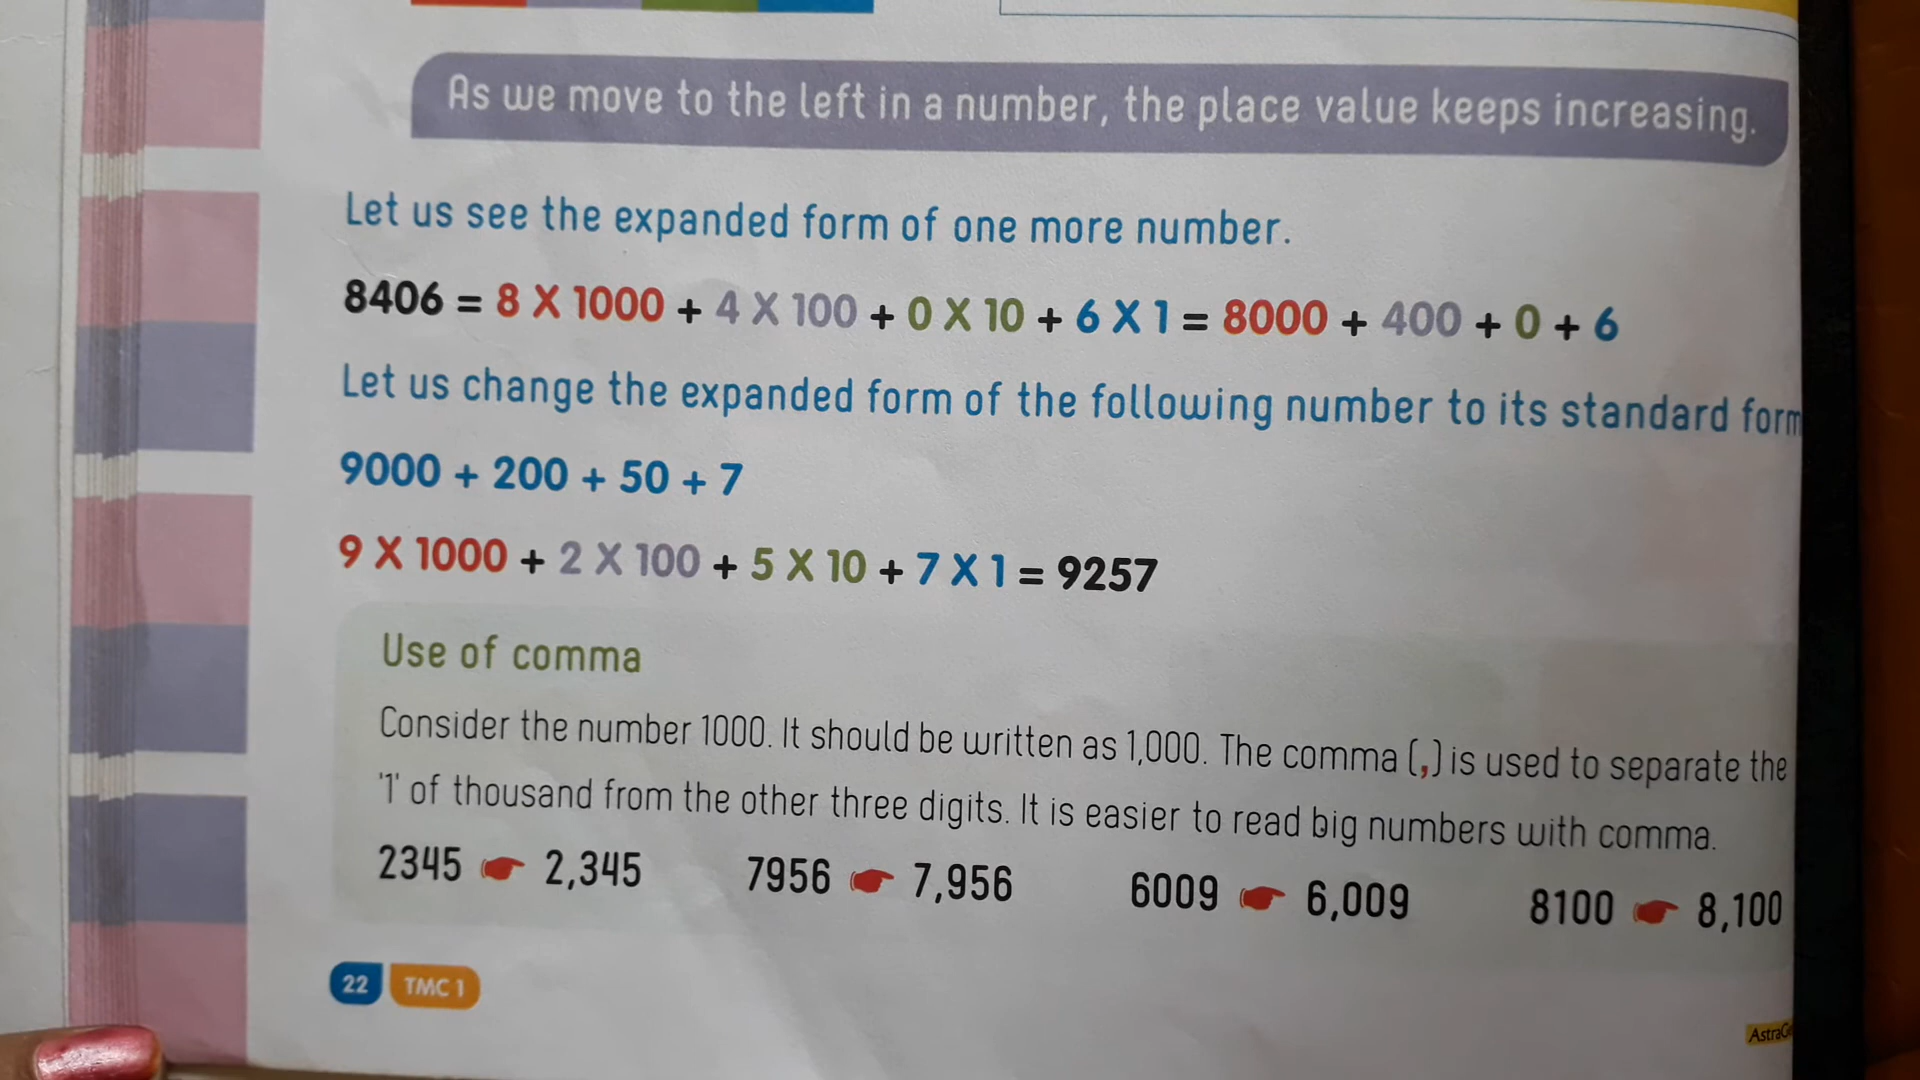 As we move to the left in a number, the place value keeps increasing.
Let us see the expanded form of one more number.
8406 = 8 X 1000 + 4 X 100 + 0 X 10 + 6 X 1 = 8000 + 400 + 0 + 6
Let us change the expanded form of the following number to its standard form
9000 + 200 + 50 + 7
9 X 1000 + 2 X 100 + 5 X 10 + 7 X 1 = 9257
Use of comma
Consider the number 1000. It should be written as 1,000. The comma (,) is used to separate the
'1' of thousand from the other three digits. It is easier to read big numbers with comma.
2345 2,345 7956 7,956 6009 6,009 8100 8,100
22 TMC 1